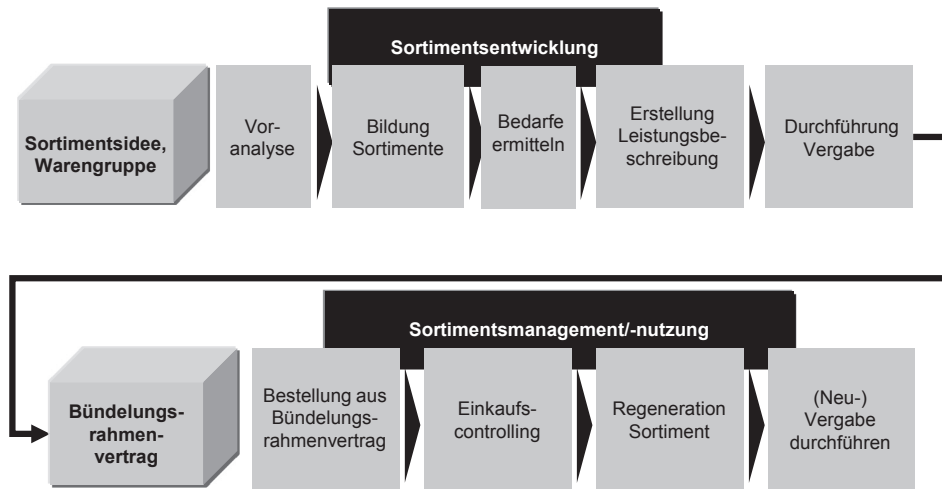 Sortimentsentwicklung
Sortimentsidee,
Warengruppe
Vor-
analyse
Bildung
Sortimente
Bedarfe
ermitteln
Erstellung
Leistungsbe-
schreibung
Durchführung
Vergabe
Sortimentsmanagement/-nutzung
Bündelungs-
rahmen-
vertrag
Bestellung aus
Bündelungs-
rahmenvertrag
Einkaufs-
controlling
Regeneration
Sortiment
(Neu-)
Vergabe
durchführen